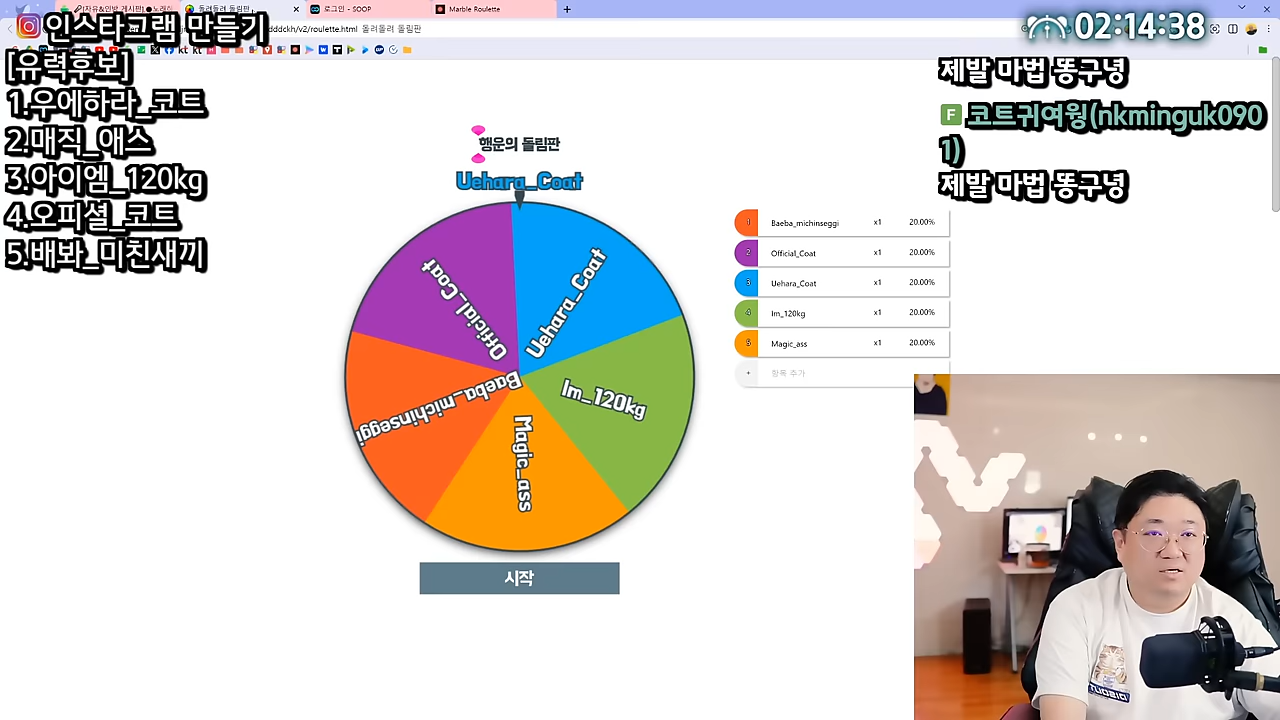 로그인 - SOOP
Marble Roulette
인스타그램 만들기
dddckh/v2/roulette.html 돌려돌려 돌림판
02:14:38
[유력후보]
1.우에하라_코트
2.매직_애스
3.아이엠_120kg
4.오피셜_코트
5.배봐_미친새끼
제발 마법 똥구녕
F 코트귀여웡(nkminguk090
1)
제발 마법 똥구녕
행운의 돌림판
Uehara_Coat
Official_Coat
Uehara_Coat
Baeba_michinseggi
Im_120kg
Magic_ass
1 Baeba_michinseggi x1 20.00%
2 Official_Coat x1 20.00%
3 Uehara_Coat x1 20.00%
4 Im_120kg x1 20.00%
5 Magic_ass x1 20.00%
+ 항목 추가
시작